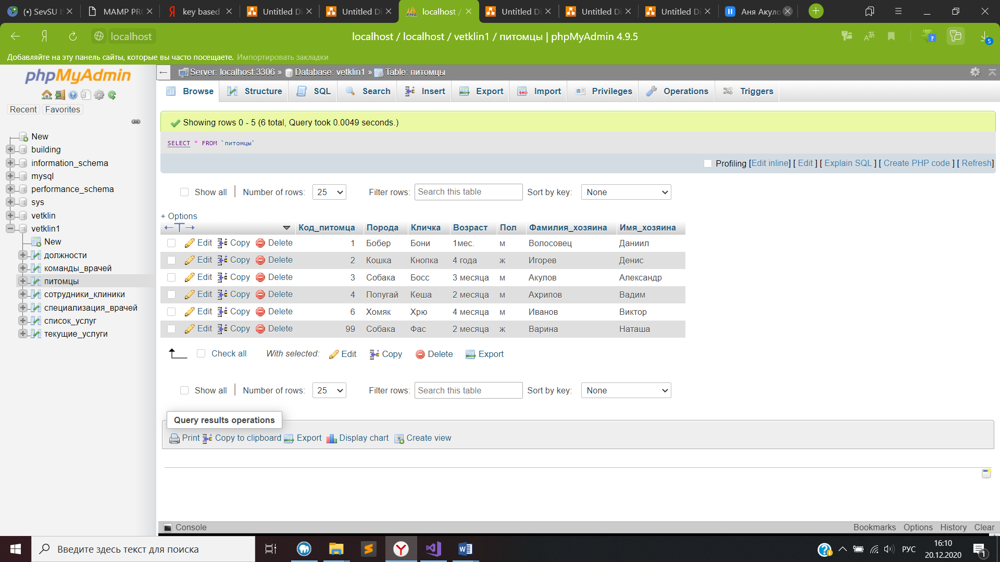 (•) SevSU IS
MAMP PRO
key based
Untitled Di
Untitled Di
localhost /
Untitled Di
Untitled Di
Untitled Di
Аня Акуло
localhost
localhost / localhost / vetklin1 / питомцы | phpMyAdmin 4.9.5
5
Добавляйте на эту панель сайты, которые вы часто посещаете. Импортировать закладки
phpMyAdmin
Recent Favorites
New
building
information_schema
mysql
performance_schema
sys
vetklin
vetklin1
New
должности
команды_врачей
питомцы
сотрудники_клиники
специализация_врачей
список_услуг
текущие_услуги
Server: localhost:3306 » Database: vetklin1 » Table: питомцы
Browse Structure SQL Search Insert Export Import Privileges Operations Triggers
Showing rows 0 - 5 (6 total, Query took 0.0049 seconds.)
SELECT * FROM `питомцы`
Profiling [Edit inline] [ Edit ] [ Explain SQL ] [ Create PHP code ] [ Refresh]
Show all | Number of rows: 25 Filter rows: Search this table Sort by key: None
+ Options
←T→ Код_питомца Порода Кличка Возраст Пол Фамилия_хозяина Имя_хозяина
Edit Copy Delete 1 Бобер Бони 1мес. м Волосовец Даниил
Edit Copy Delete 2 Кошка Кнопка 4 года ж Игорев Денис
Edit Copy Delete 3 Собака Босс 3 месяца м Акулов Александр
Edit Copy Delete 4 Попугай Кеша 2 месяца м Ахрипов Вадим
Edit Copy Delete 6 Хомяк Хрю 4 месяца м Иванов Виктор
Edit Copy Delete 99 Собака Фас 2 месяца ж Варина Наташа
Check all With selected: Edit Copy Delete Export
Show all | Number of rows: 25 Filter rows: Search this table Sort by key: None
Query results operations
Print Copy to clipboard Export Display chart Create view
Console Bookmarks Options History Clear
Введите здесь текст для поиска
РУС
16:10
20.12.2020
1